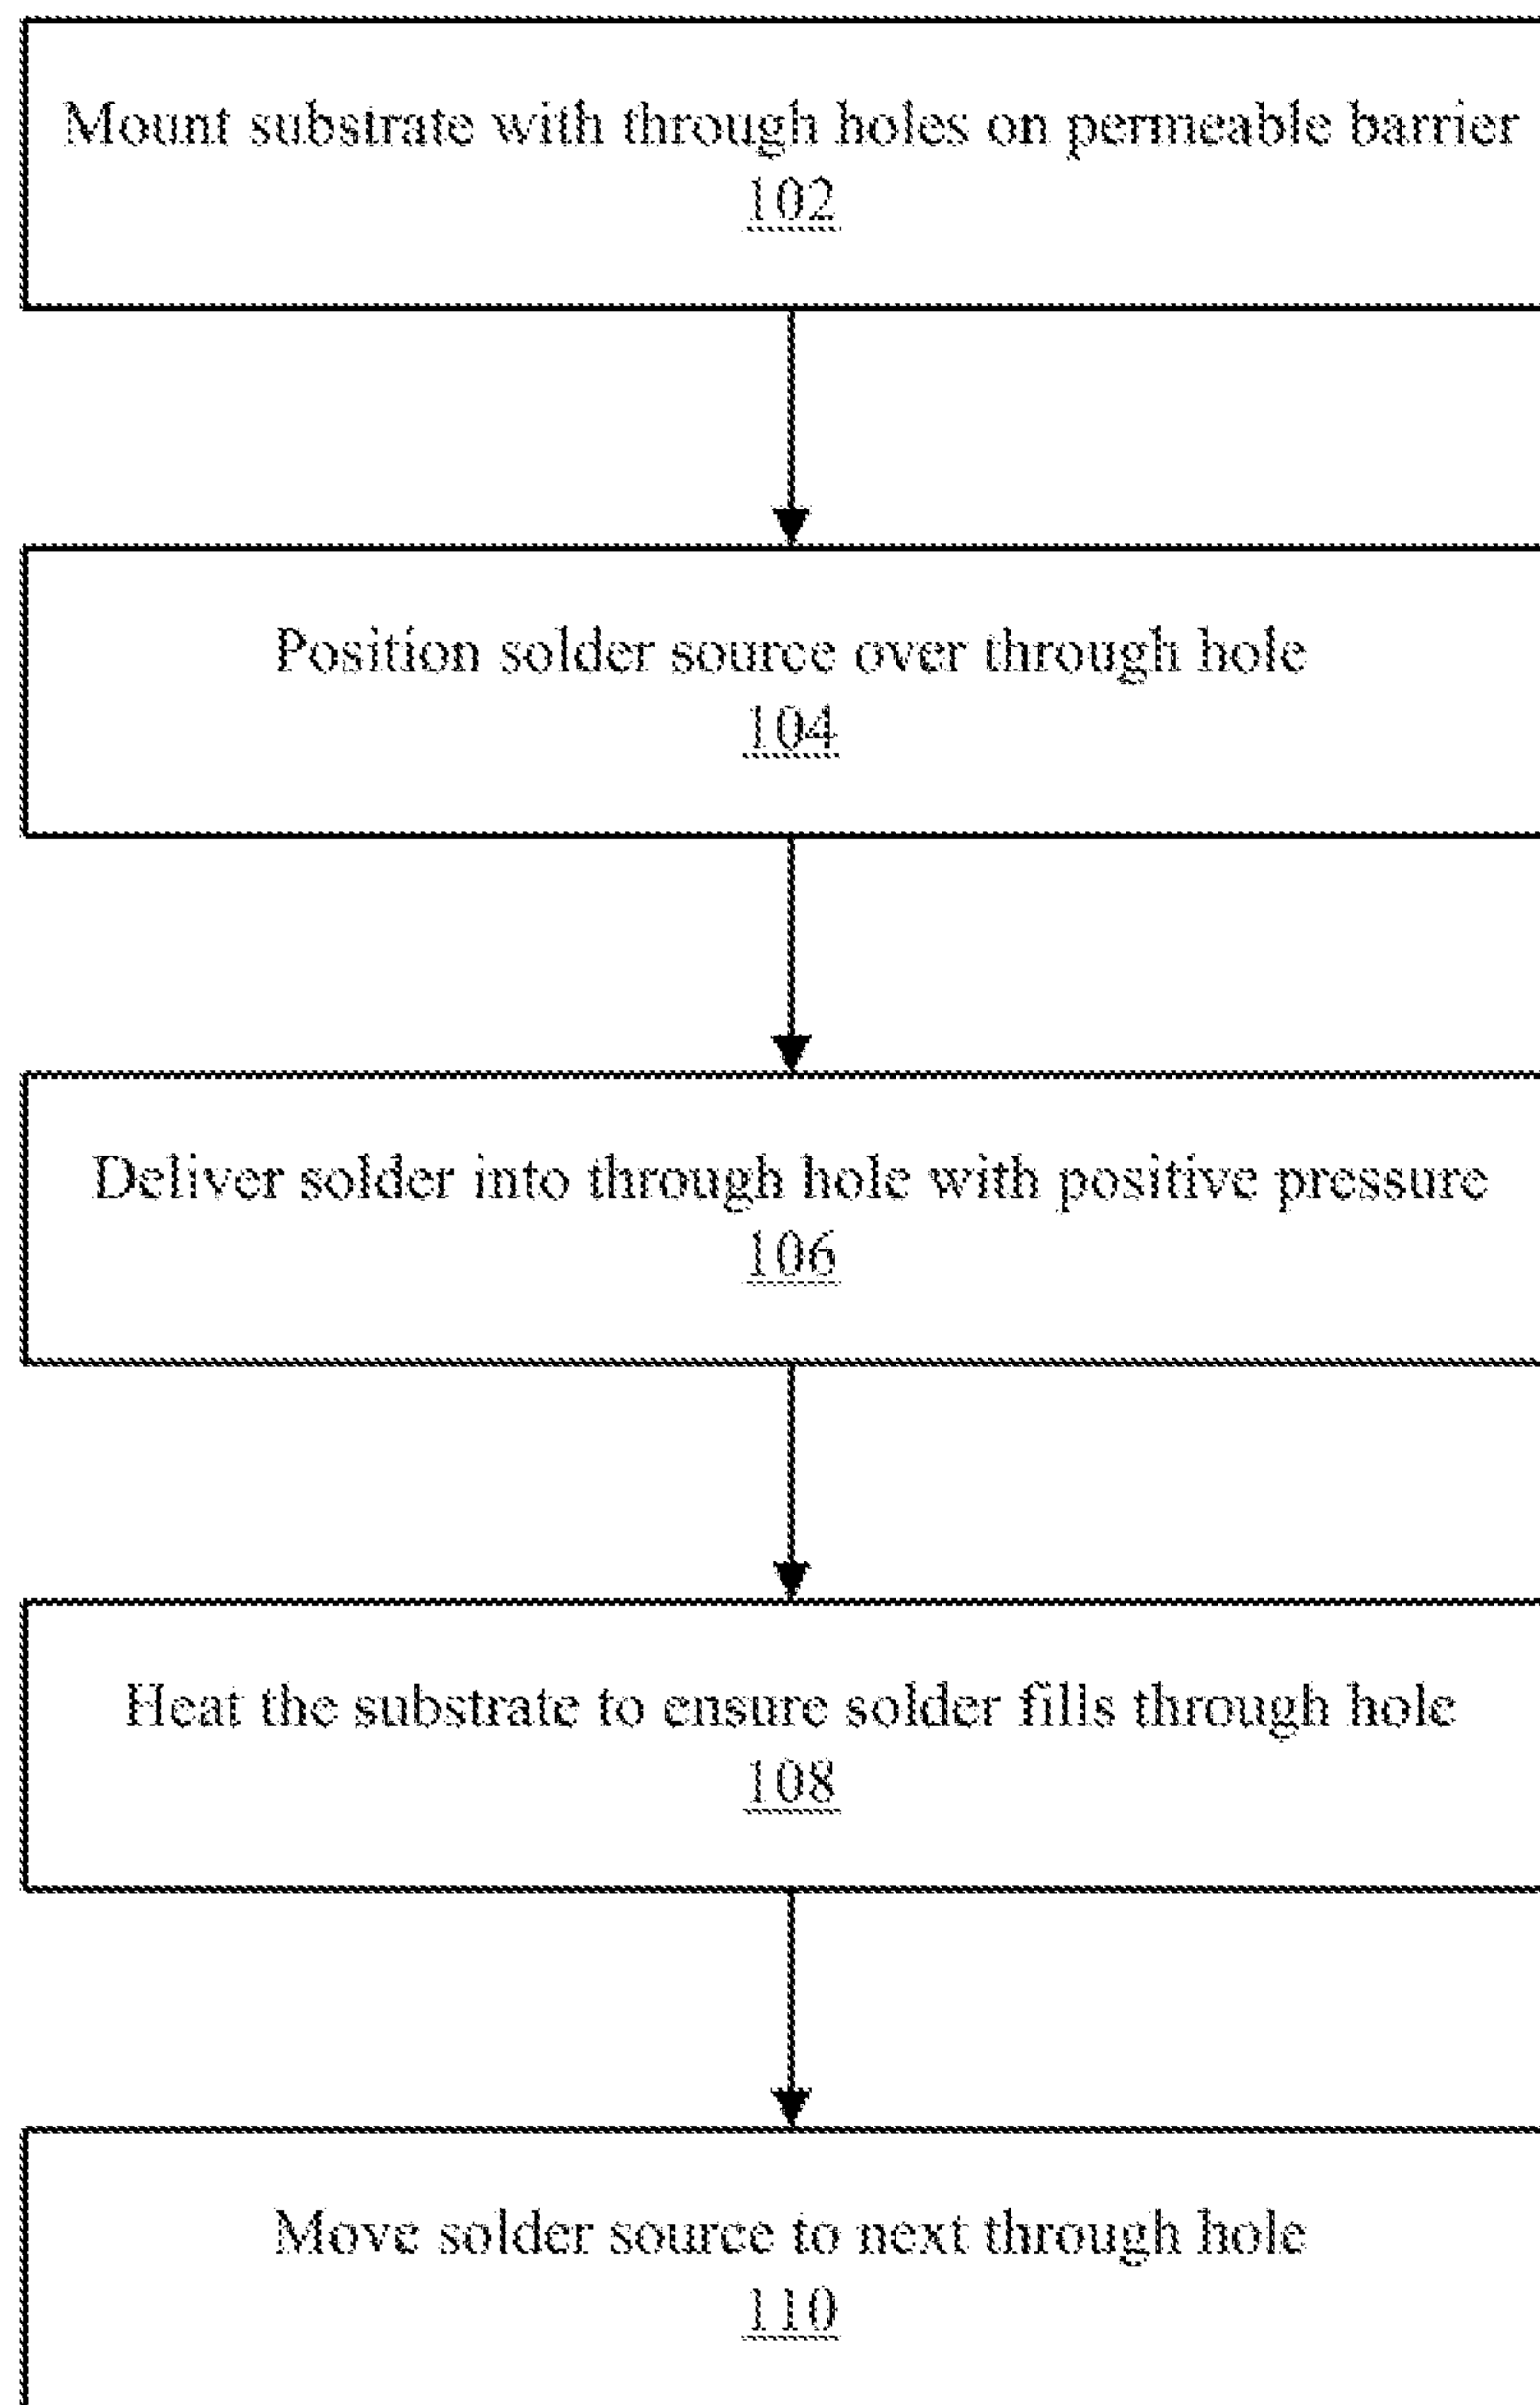 Mount substrate with through holes on permeable barrier
102
Position solder source over through hole
104
Deliver solder into through hole with positive pressure
106
Heat the substrate to ensure solder fills through hole
108
Move solder source to next through hole
110